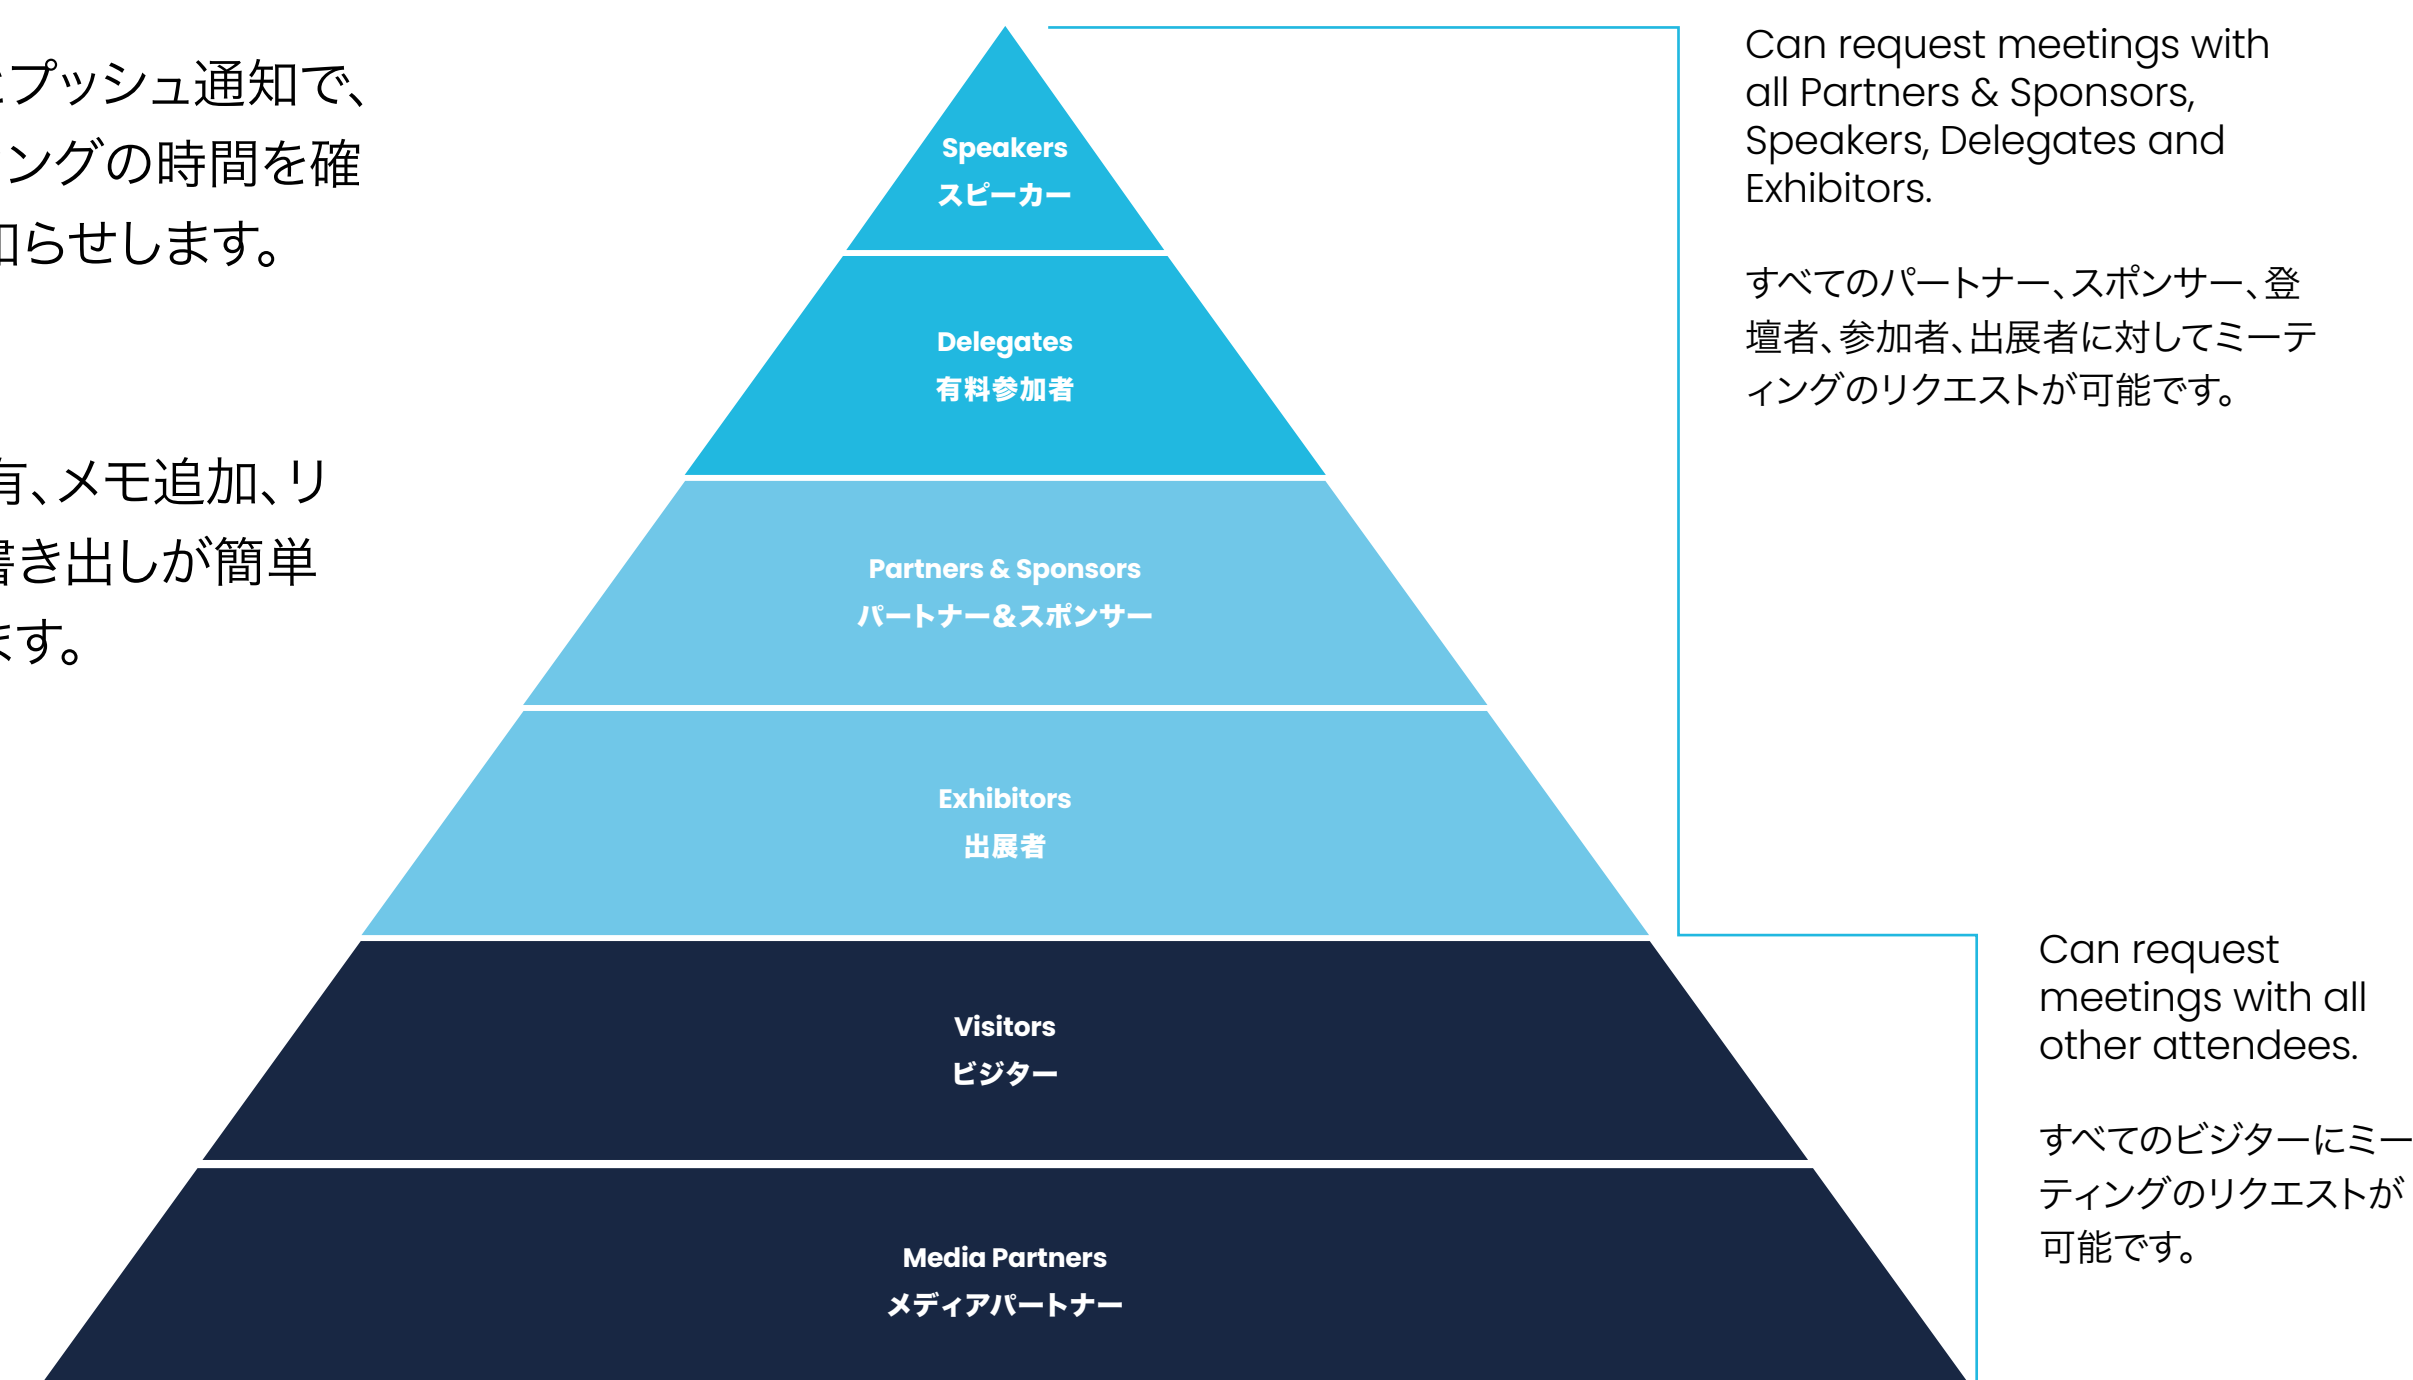 プッシュ通知で、
ングの時間を確
らせします。
有、メモ追加、リ
書き出しが簡単
ます。
Speakers
スピーカー
Delegates
有料参加者
Partners & Sponsors
パートナー&スポンサー
Exhibitors
出展者
Visitors
ビジター
Media Partners
メディアパートナー
Can request meetings with
all Partners & Sponsors,
Speakers, Delegates and
Exhibitors.
すべてのパートナー、スポンサー、登
壇者、参加者、出展者に対してミーテ
ィングのリクエストが可能です。
Can request
meetings with all
other attendees.
すべてのビジターにミー
ティングのリクエストが
可能です。